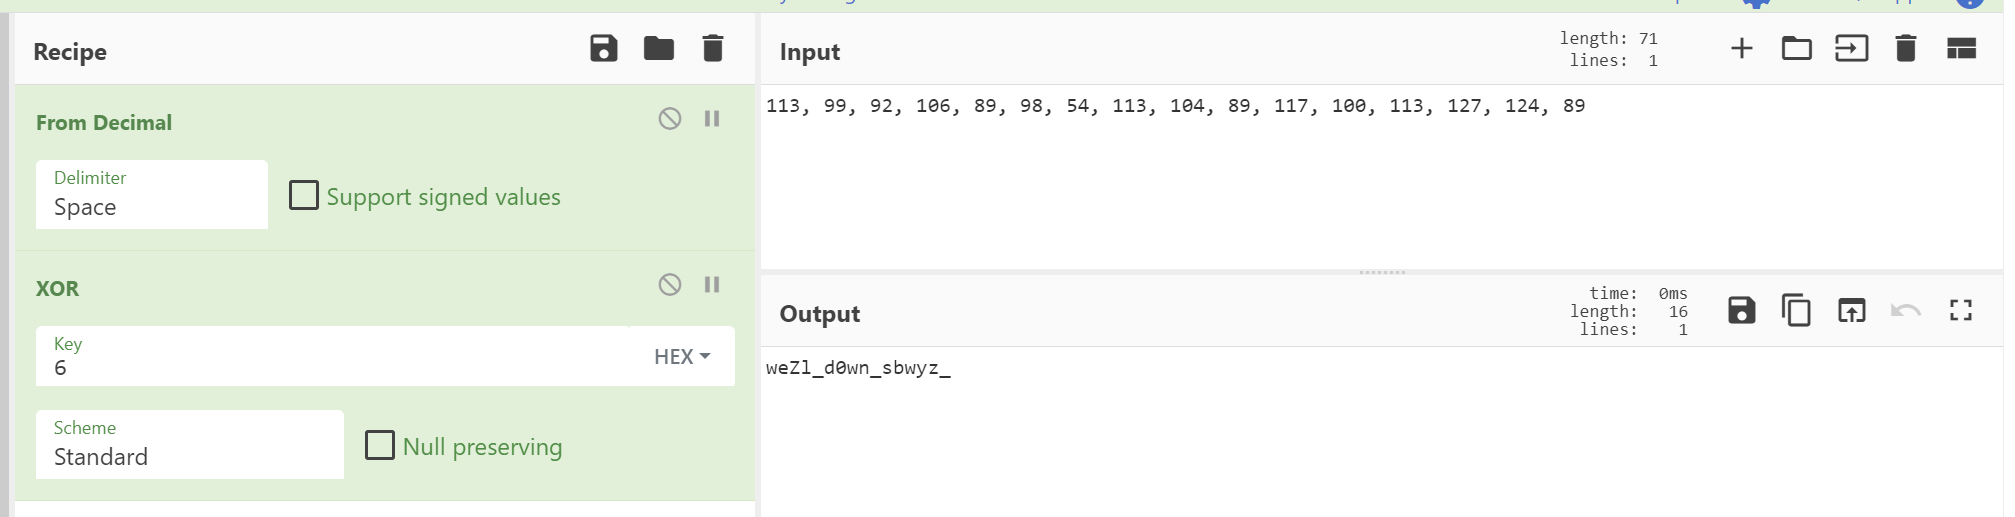 Recipe
From Decimal
Delimiter
Space
Support signed values
XOR
Key
6
HEX
Scheme
Standard
Null preserving
Input
length: 71
lines: 1
113, 99, 92, 106, 89, 98, 54, 113, 104, 89, 117, 100, 113, 127, 124, 89
Output
time: 0ms
length: 16
lines: 1
weZl_d0wn_sbwyz_